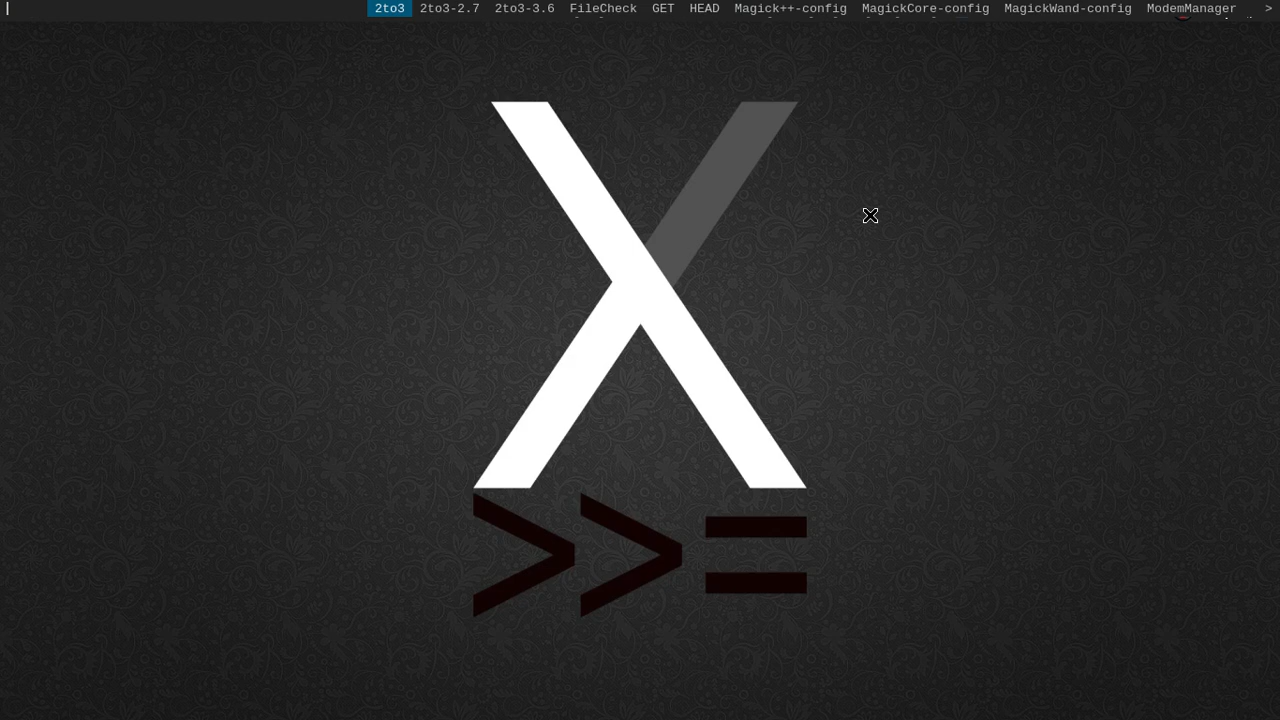 2to3 2to3-2.7 2to3-3.6 FileCheck GET HEAD Magick++-config MagickCore-config MagickWand-config ModemManager >
X
>>=